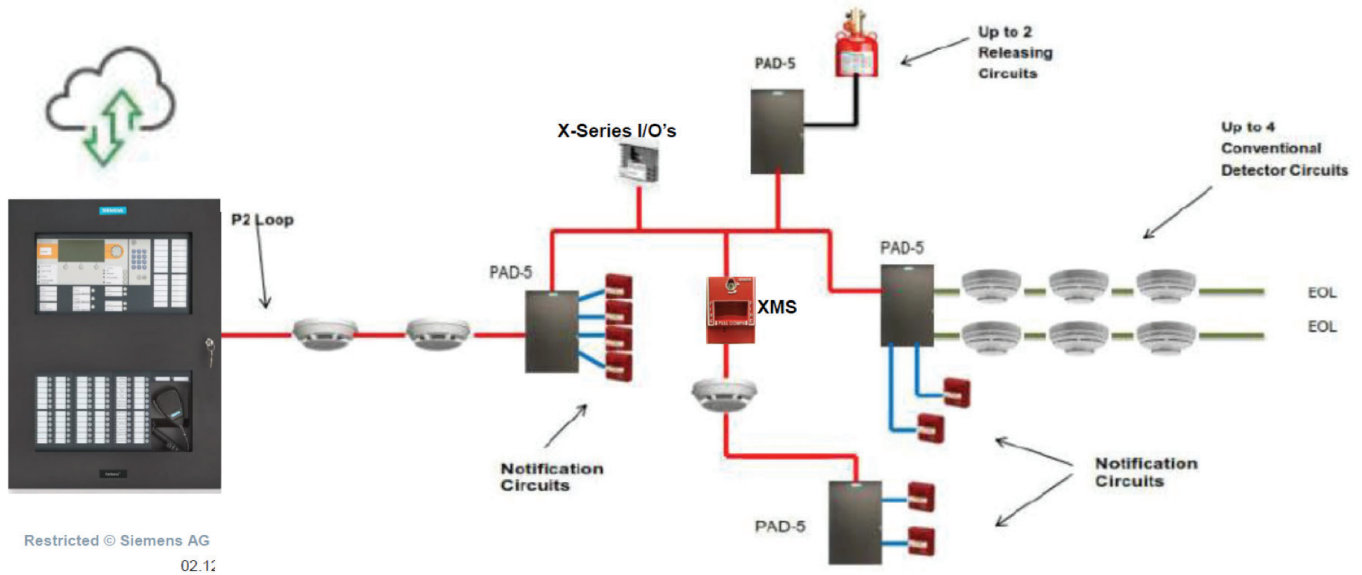 Up to 2
Releasing
Circuits
PAD-5
X-Series I/O's
Up to 4
Conventional
Detector Circuits
SIEMENS
P2 Loop
PAD-5
PAD-5
EOL
XMS
EOL
Notification
Circuits
Notification
Circuits
PAD-5
Restricted © Siemens AG
02.12